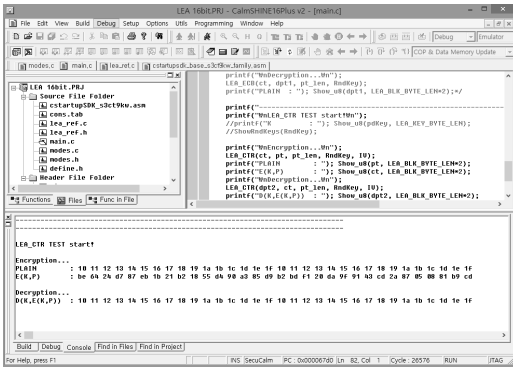 LEA 16bit.PRJ - CalmSHINE16Plus v2 - [main.c]
File Edit View Build Debug Setup Options Utils Programming Window Help
Debug Emulator
COP & Data Memory Update
modes.c main.c lea_ref.c cstartupsdk_base_s3ct9kw_family.asm
LEA 16bit.PRJ
Source File Folder
cstartupSDK_s3ct9kw.asm
cons.tab
lea_ref.c
lea_ref.h
main.c
modes.c
modes.h
define.h
Header File Folder
Functions Files Func in File
printf("₩nDecryption...₩n");
LEA_ECB(ct, dpt1, pt_len, RndKey);
printf("PLAIN : "); Show_u8(dpt1, LEA_BLK_BYTE_LEN*2);*/
printf("------------------------------------------------
printf("₩nLEA_CTR TEST start!₩n");
//printf("K : "); Show_u8(pdKey, LEA_KEY_BYTE_LEN);
//ShowRndKeys(RndKey);
printf("₩nEncryption...₩n");
LEA_CTR(ct, pt, pt_len, RndKey, IV);
printf("PLAIN : "); Show_u8(pt, LEA_BLK_BYTE_LEN*2);
printf("E(K,P) : "); Show_u8(ct, LEA_BLK_BYTE_LEN*2);
printf("₩nDecryption...₩n");
LEA_CTR(dpt2, ct, pt_len, RndKey, IV);
printf("D(K,E(K,P)) : "); Show_u8(dpt2, LEA_BLK_BYTE_LEN*2);
LEA_CTR TEST start!
Encryption...
PLAIN : 10 11 12 13 14 15 16 17 18 19 1a 1b 1c 1d 1e 1f 10 11 12 13 14 15 16 17 18 19 1a 1b 1c 1d 1e 1f
E(K,P) : be 64 24 d7 87 eb 1b 21 b2 18 55 d4 90 a3 85 d9 b2 bd f1 20 da 9f 91 43 cd 2a 87 05 08 81 b9 cd
Decryption...
D(K,E(K,P)) : 10 11 12 13 14 15 16 17 18 19 1a 1b 1c 1d 1e 1f 10 11 12 13 14 15 16 17 18 19 1a 1b 1c 1d 1e 1f
Build Debug Console Find in Files Find in Project
For Help, press F1 INS SecuCalm PC : 0x000067d0 Ln 82, Col 1 Cycle : 26576 RUN JTAG